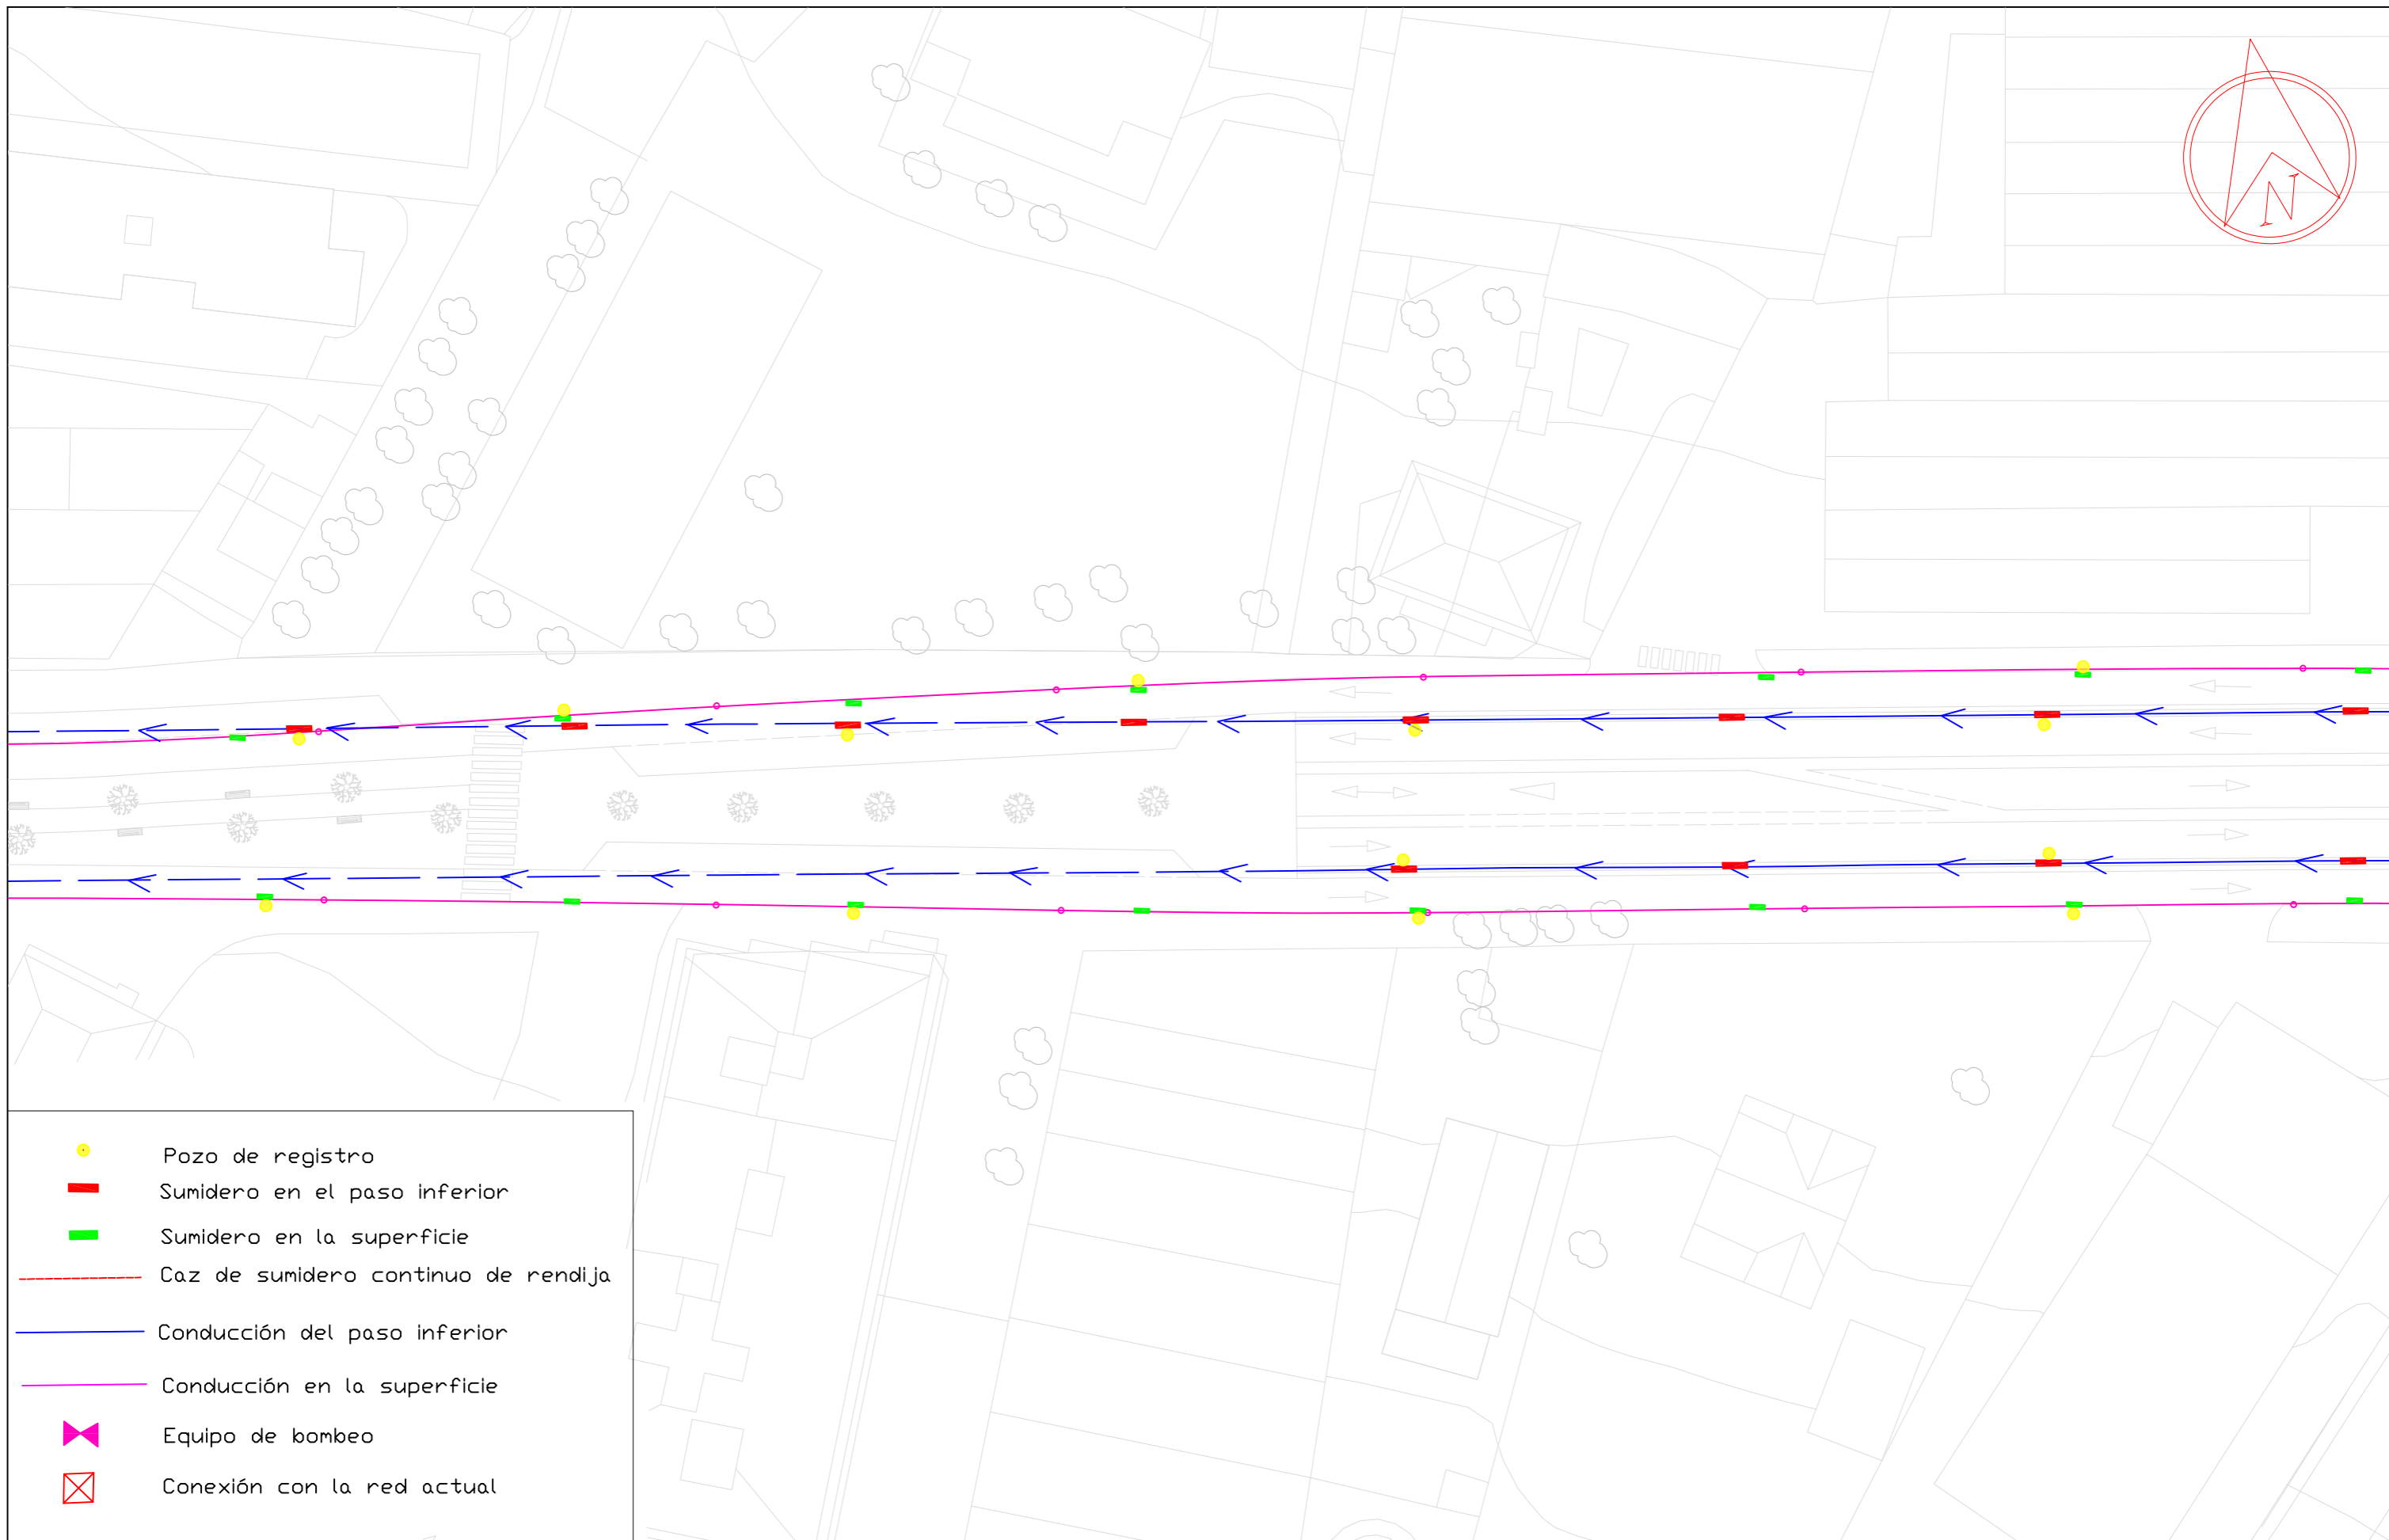 N
Pozo de registro
Sumidero en el paso inferior
Sumidero en la superficie
Caz de sumidero continuo de rendija
Conducción del paso inferior
Conducción en la superficie
Equipo de bombeo
Conexión con la red actual